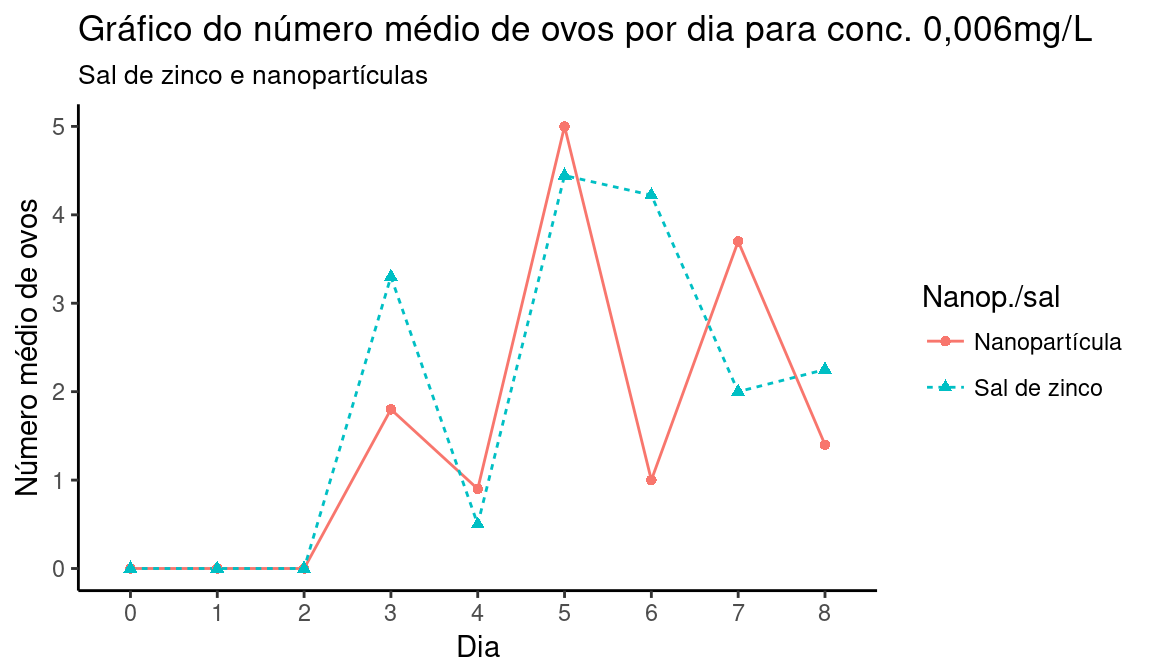 Gráfico do número médio de ovos por dia para conc. 0,006mg/L
Sal de zinco e nanopartículas
Número médio de ovos
5
4
3
2
1
0
0 1 2 3 4 5 6 7 8
Dia
Nanop./sal
Nanopartícula
Sal de zinco